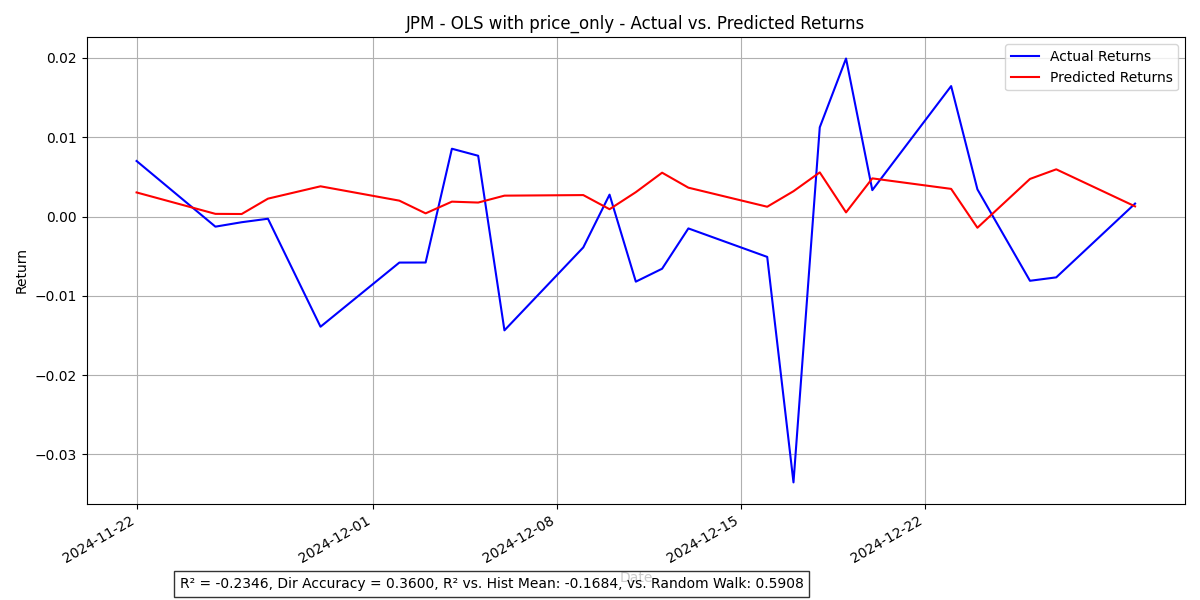 JPM - OLS with price_only - Actual vs. Predicted Returns
Actual Returns
Predicted Returns
Return
0.02
0.01
0.00
−0.01
−0.02
−0.03
2024-11-22
2024-12-01
2024-12-08
2024-12-15
2024-12-22
Date
R² = -0.2346, Dir Accuracy = 0.3600, R² vs. Hist Mean: -0.1684, vs. Random Walk: 0.5908